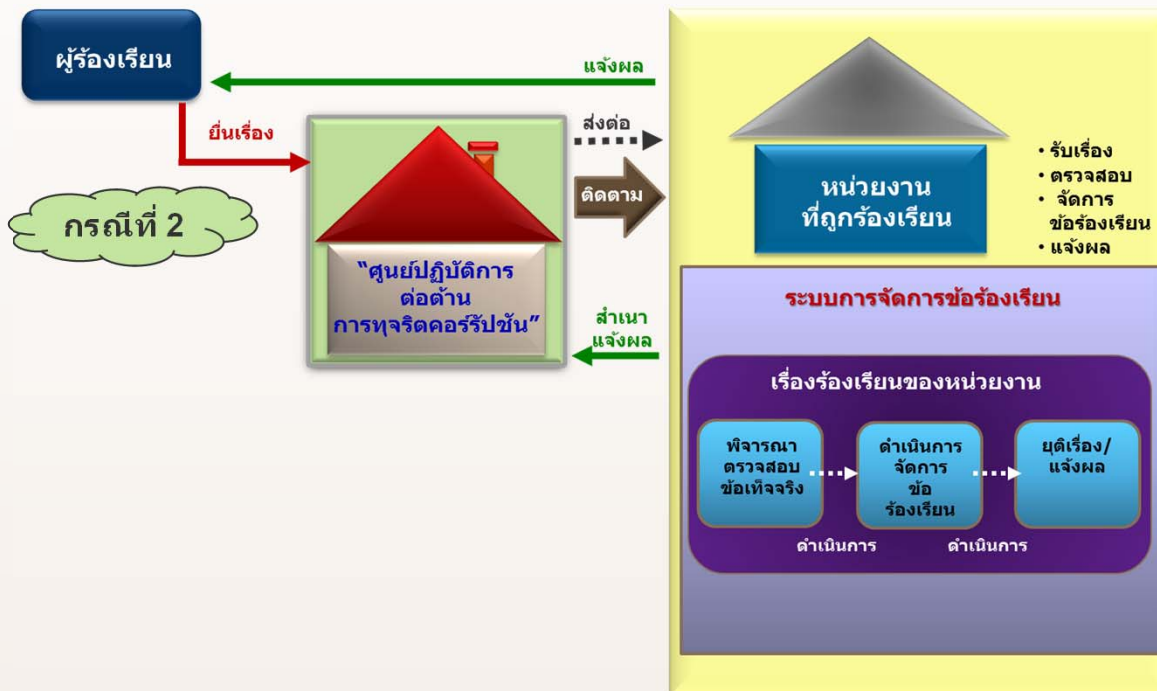 ผู้ร้องเรียน
แจ้งผล
ยื่นเรื่อง
ส่งต่อ
ติดตาม
กรณีที่ 2
"ศูนย์ปฏิบัติการ
ต่อต้าน
การทุจริตคอร์รัปชัน"
สำเนา
แจ้งผล
หน่วยงาน
ที่ถูกร้องเรียน
• รับเรื่อง
• ตรวจสอบ
• จัดการ
ข้อร้องเรียน
• แจ้งผล
ระบบการจัดการข้อร้องเรียน
เรื่องร้องเรียนของหน่วยงาน
พิจารณา
ตรวจสอบ
ข้อเท็จจริง
ดำเนินการ
จัดการ
ข้อ
ร้องเรียน
ยุติเรื่อง/
แจ้งผล
ดำเนินการ
ดำเนินการ